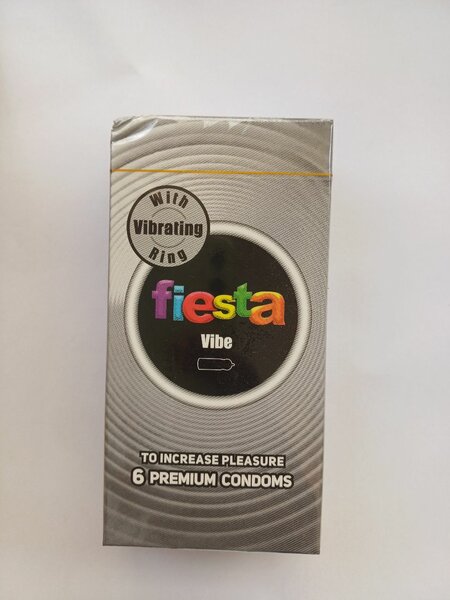 With
Vibrating
Ring
fiesta
Vibe
TO INCREASE PLEASURE
6 PREMIUM CONDOMS